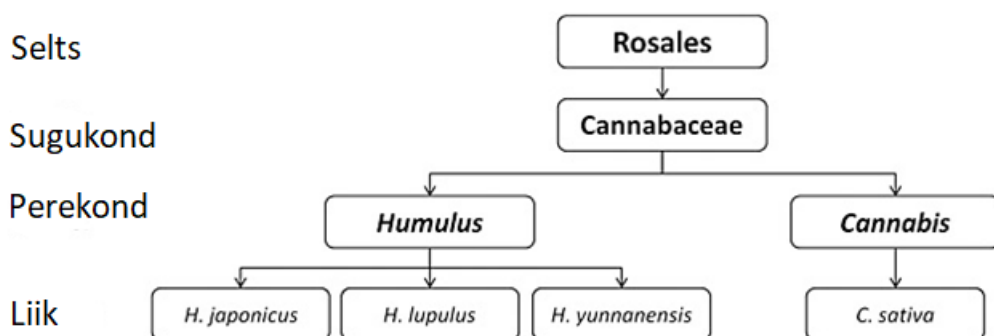 Selts
Rosales
Sugukond
Cannabaceae
Perekond
Humulus
Cannabis
Liik
H. japonicus
H. lupulus
H. yunnanensis
C. sativa